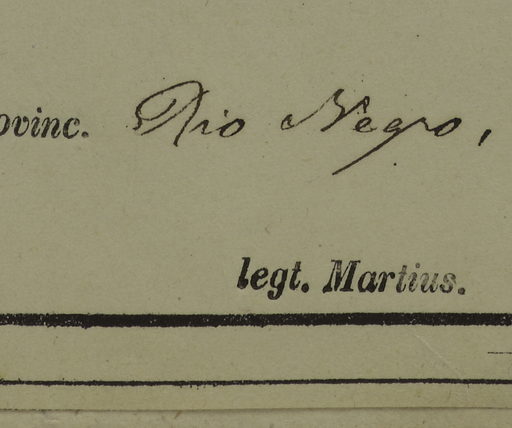 ovinc. Rio Negro,
legt. Martius.